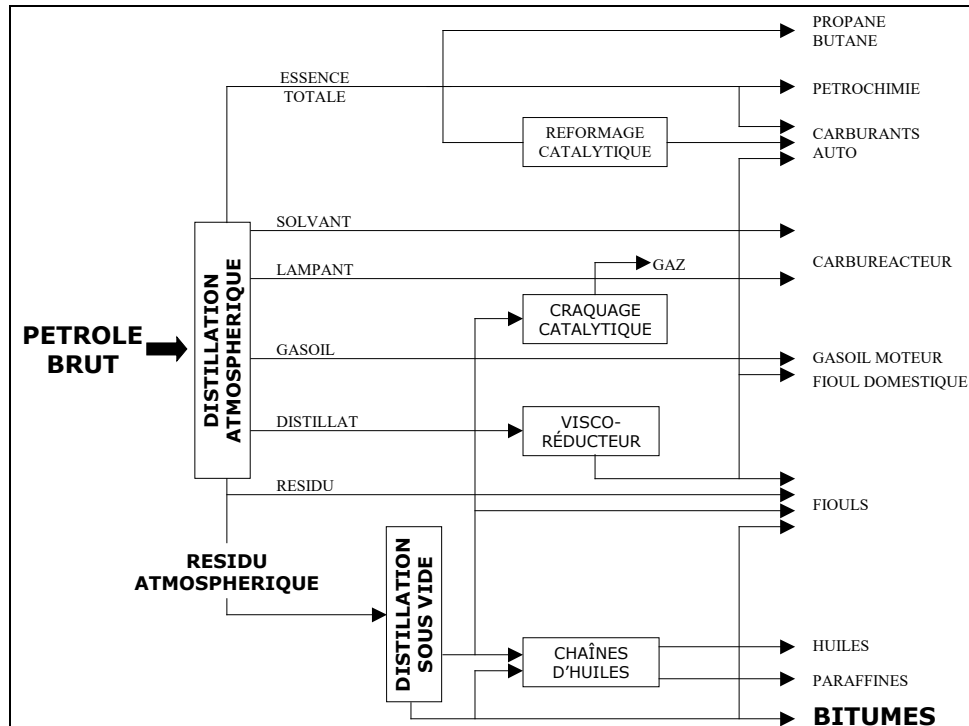 PROPANE
BUTANE
ESSENCE
TOTALE
PETROCHIMIE
REFORMAGE
CATALYTIQUE
CARBURANTS
AUTO
SOLVANT
LAMPANT
GAZ
CARBUREACTEUR
CRAQUAGE
CATALYTIQUE
PETROLE
BRUT
DISTILLATION
ATMOSPHERIQUE
GASOIL
GASOIL MOTEUR
FIOUL DOMESTIQUE
DISTILLAT
VISCO-
RÉDUCTEUR
RESIDU
FIOULS
RESIDU
ATMOSPHERIQUE
DISTILLATION
SOUS VIDE
CHAÎNES
D'HUILES
HUILES
PARAFFINES
BITUMES